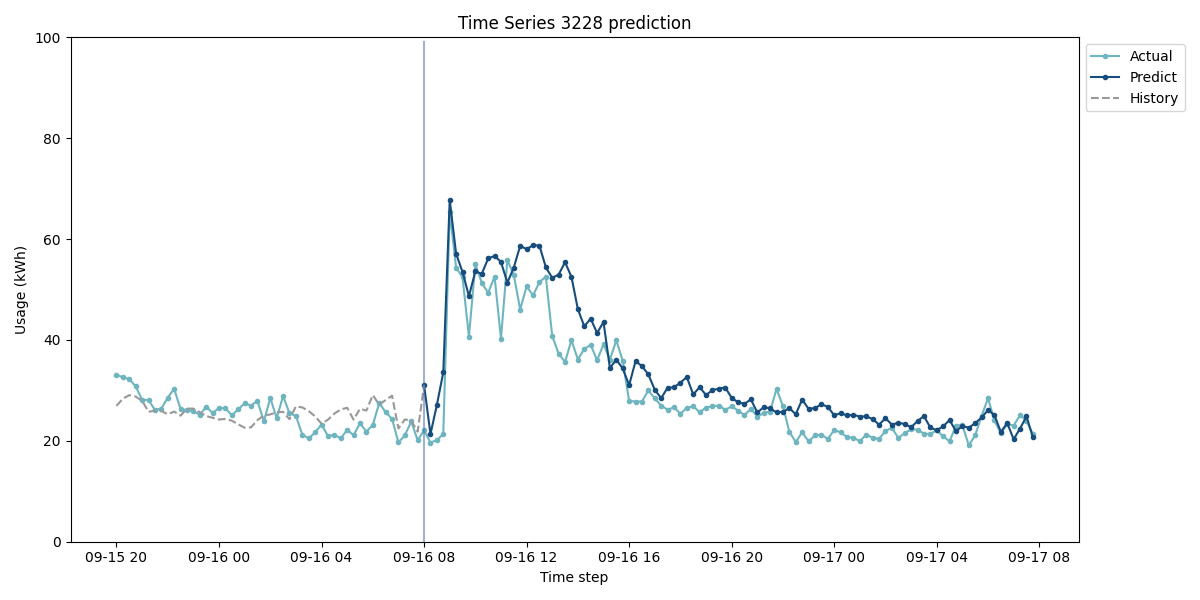 Time Series 3228 prediction
Usage (kWh)
100
80
60
40
20
0
09-15 20
09-16 00
09-16 04
09-16 08
09-16 12
09-16 16
09-16 20
09-17 00
09-17 04
09-17 08
Time step
Actual
Predict
History